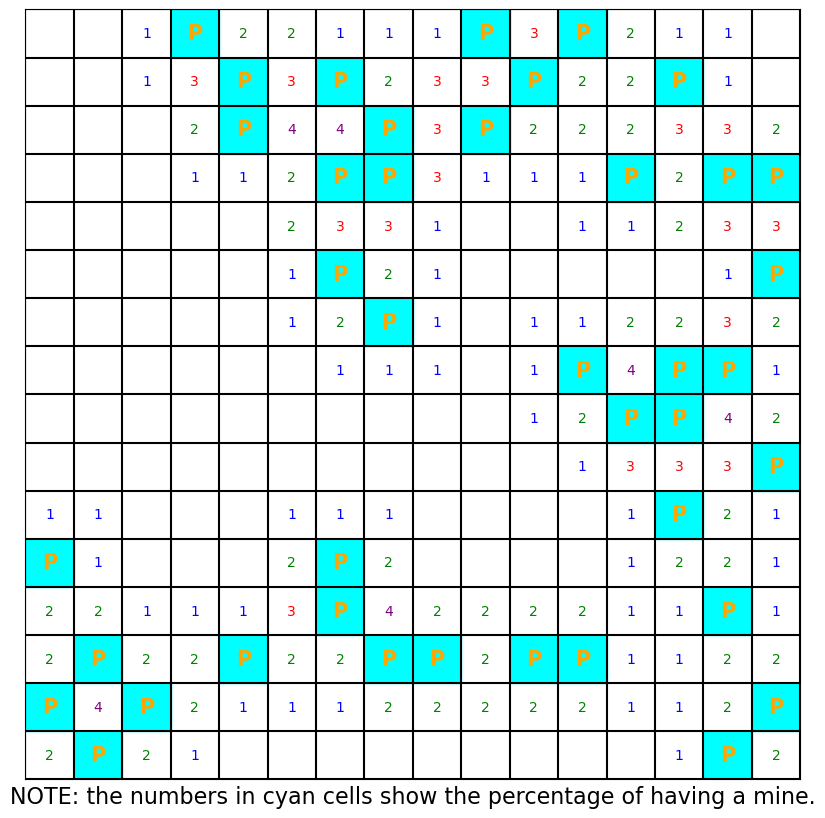 1 P 2 2 1 1 1 P 3 P 2 1 1
1 3 P 3 P 2 3 3 P 2 2 P 1
2 P 4 4 P 3 P 2 2 2 3 3 2
1 1 2 P P 3 1 1 1 P 2 P P
2 3 3 1 1 1 2 3 3
1 P 2 1 1 P
1 2 P 1 1 1 2 2 3 2
1 1 1 1 P 4 P P 1
1 2 P P 4 2
1 3 3 3 P
1 1 1 1 1 1 P 2 1
P 1 2 P 2 1 2 2 1
2 2 1 1 1 3 P 4 2 2 2 2 1 1 P 1
2 P 2 2 P 2 2 P P 2 P P 1 1 2 2
P 4 P 2 1 1 1 2 2 2 2 2 1 1 2 P
2 P 2 1 1 P 2
NOTE: the numbers in cyan cells show the percentage of having a mine.